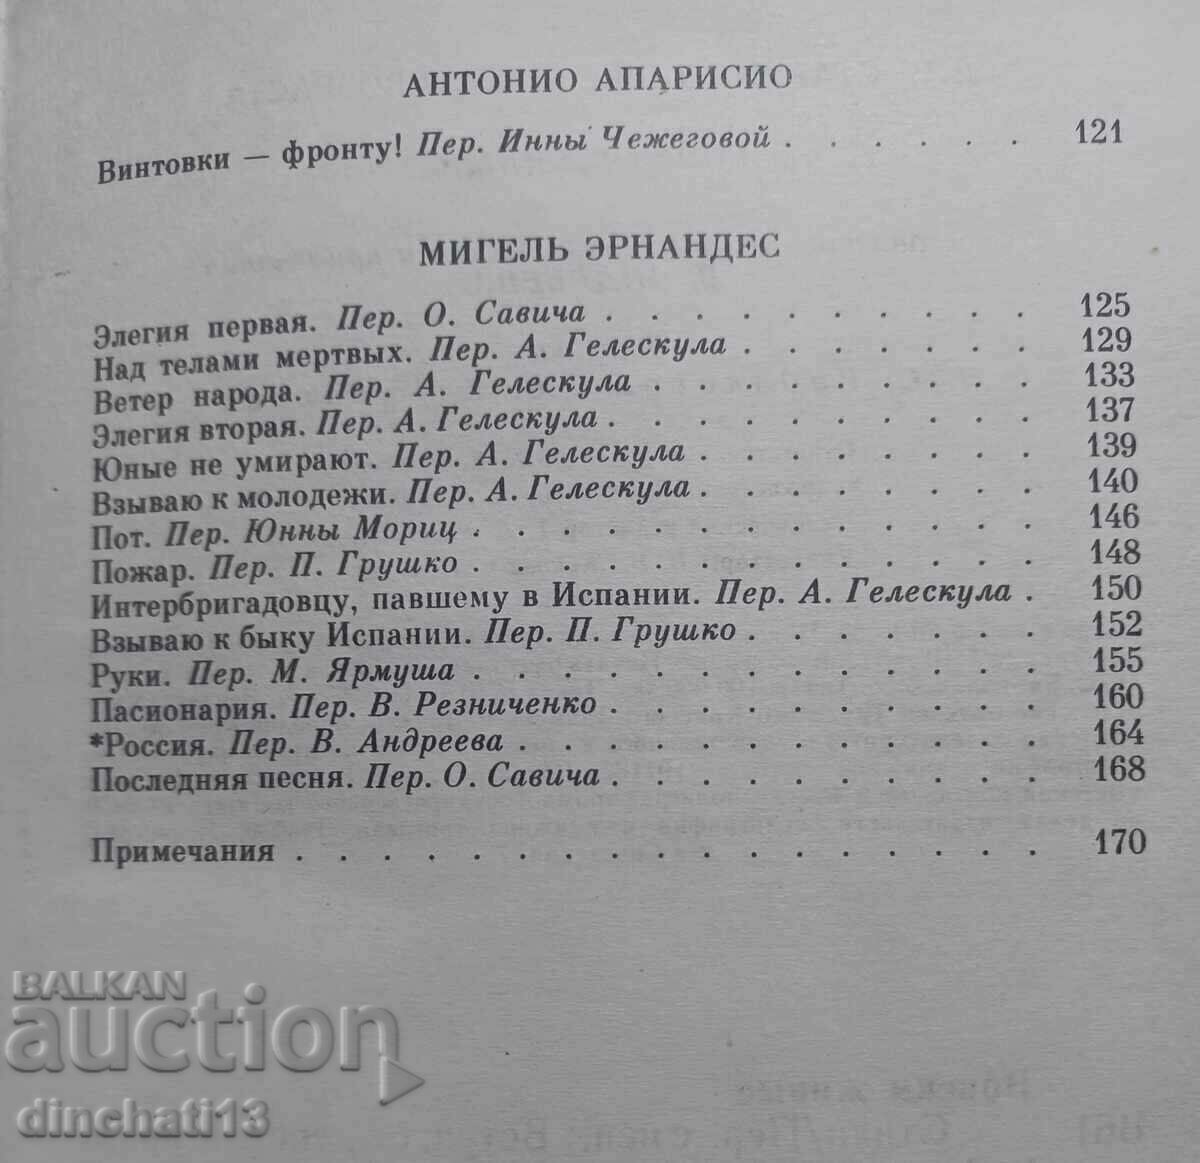 АНТОНИО АПАРИСИО
Винтовки — фронту! Пер. Инны Чежеговой . . . . . . 121
МИГЕЛЬ ЭРНАНДЕС
Элегия первая. Пер. О. Савича . . . . . . . . . . 125
Над телами мертвых. Пер. А. Гелескула . . . . . . . 129
Ветер народа. Пер. А. Гелескула . . . . . . . . . 133
Элегия вторая. Пер. А. Гелескула . . . . . . . . . . 137
Юные не умирают. Пер. А. Гелескула . . . . . . . . 139
Взываю к молодежи. Пер. А. Гелескула . . . . . . . . 140
Пот. Пер. Юнны Мориц . . . . . . . . . . . . . 146
Пожар. Пер. П. Грушко . . . . . . . . . . . . . 148
Интербригадовцу, павшему в Испании. Пер. А. Гелескула . 150
Взываю к быку Испании. Пер. П. Грушко . . . . . . . 152
Руки. Пер. М. Ярмуша . . . . . . . . . . . . . 155
Пасионария. Пер. В. Резниченко . . . . . . . . . . 160
*Россия. Пер. В. Андреева . . . . . . . . . . . . 164
Последняя песня. Пер. О. Савича . . . . . . . . . . 168
Примечания . . . . . . . . . . . . . . . . . 170
BALKAN
auction
dinchati13